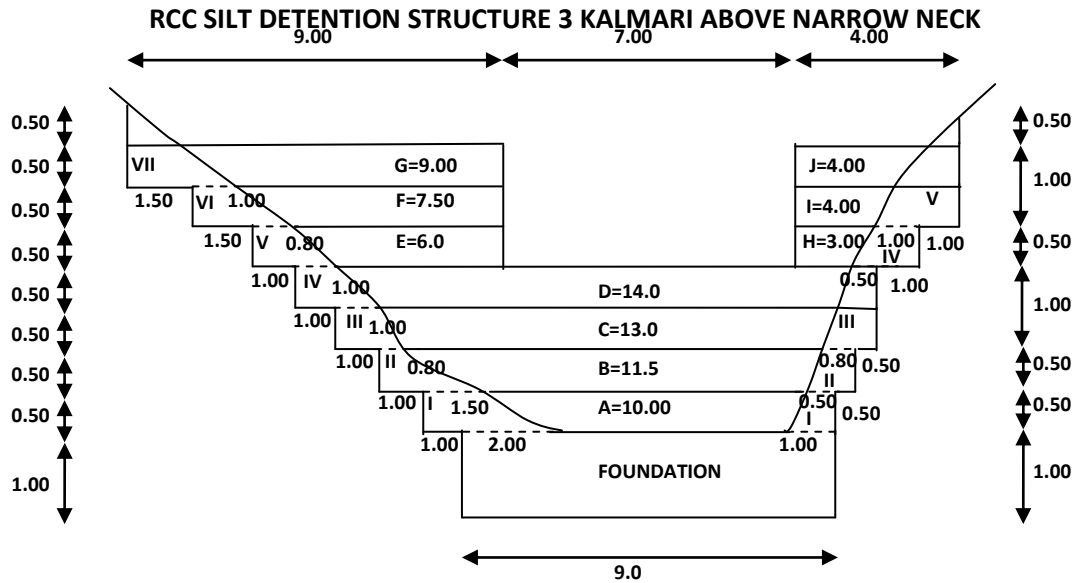 RCC SILT DETENTION STRUCTURE 3 KALMARI ABOVE NARROW NECK
9.00 7.00 4.00
0.50 0.50
0.50 VII G=9.00 J=4.00 1.00
1.50 VI 1.00 F=7.50 I=4.00 V
0.50
1.50 V 0.80 E=6.0 H=3.00 1.00 1.00
0.50 IV 0.50
1.00 IV 1.00 D=14.0 0.50 1.00
0.50 1.00
1.00 III 1.00 C=13.0 III
0.50
1.00 II 0.80 B=11.5 0.80 0.50
0.50 II 0.50
1.00 I 1.50 A=10.00 0.50 0.50
0.50 I 0.50
1.00 2.00 1.00
1.00 FOUNDATION 1.00
9.0